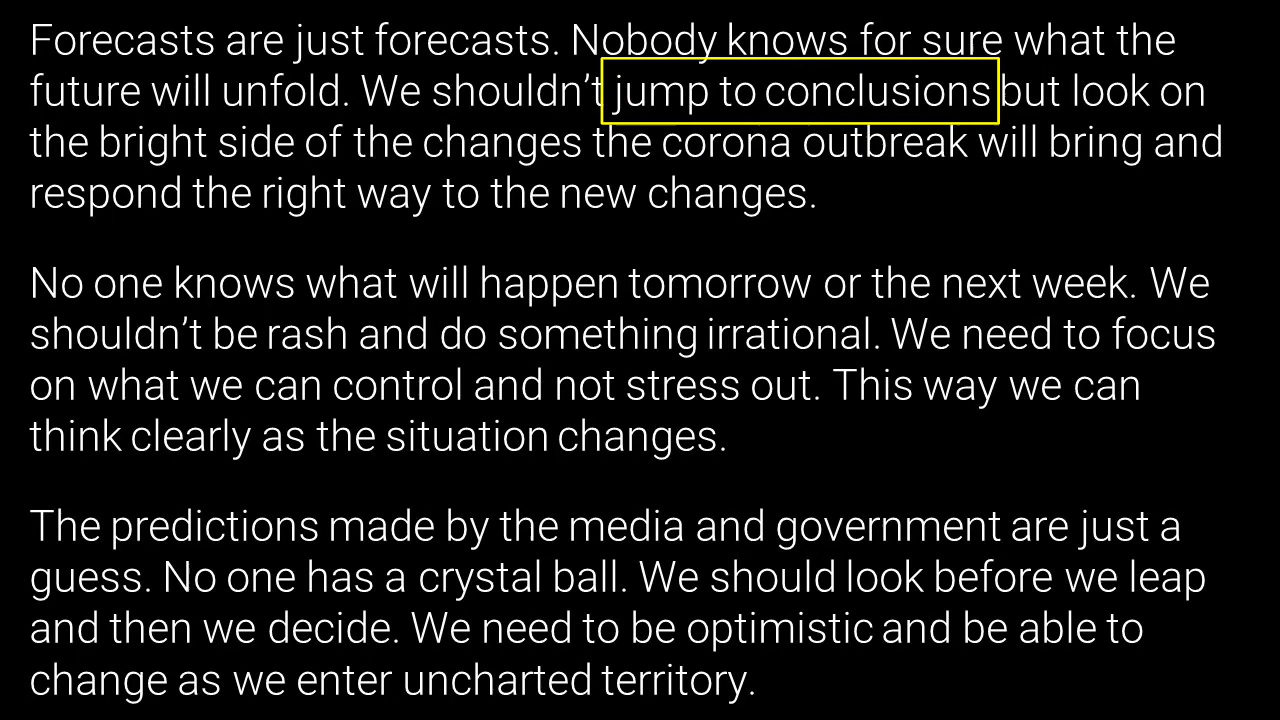 Forecasts are just forecasts. Nobody knows for sure what the
future will unfold. We shouldn’t jump to conclusions but look on
the bright side of the changes the corona outbreak will bring and
respond the right way to the new changes.
No one knows what will happen tomorrow or the next week. We
shouldn’t be rash and do something irrational. We need to focus
on what we can control and not stress out. This way we can
think clearly as the situation changes.
The predictions made by the media and government are just a
guess. No one has a crystal ball. We should look before we leap
and then we decide. We need to be optimistic and be able to
change as we enter uncharted territory.